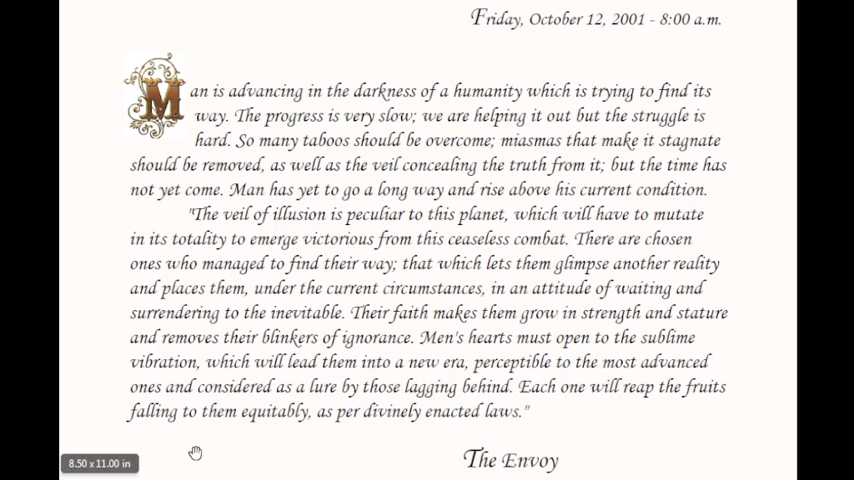 Friday, October 12, 2001 - 8:00 a.m.
Man is advancing in the darkness of a humanity which is trying to find its
way. The progress is very slow; we are helping it out but the struggle is
hard. So many taboos should be overcome; miasmas that make it stagnate
should be removed, as well as the veil concealing the truth from it; but the time has
not yet come. Man has yet to go a long way and rise above his current condition.
"The veil of illusion is peculiar to this planet, which will have to mutate
in its totality to emerge victorious from this ceaseless combat. There are chosen
ones who managed to find their way; that which lets them glimpse another reality
and places them, under the current circumstances, in an attitude of waiting and
surrendering to the inevitable. Their faith makes them grow in strength and stature
and removes their blinkers of ignorance. Men's hearts must open to the sublime
vibration, which will lead them into a new era, perceptible to the most advanced
ones and considered as a lure by those lagging behind. Each one will reap the fruits
falling to them equitably, as per divinely enacted laws."
The Envoy
8.50 x 11.00 in